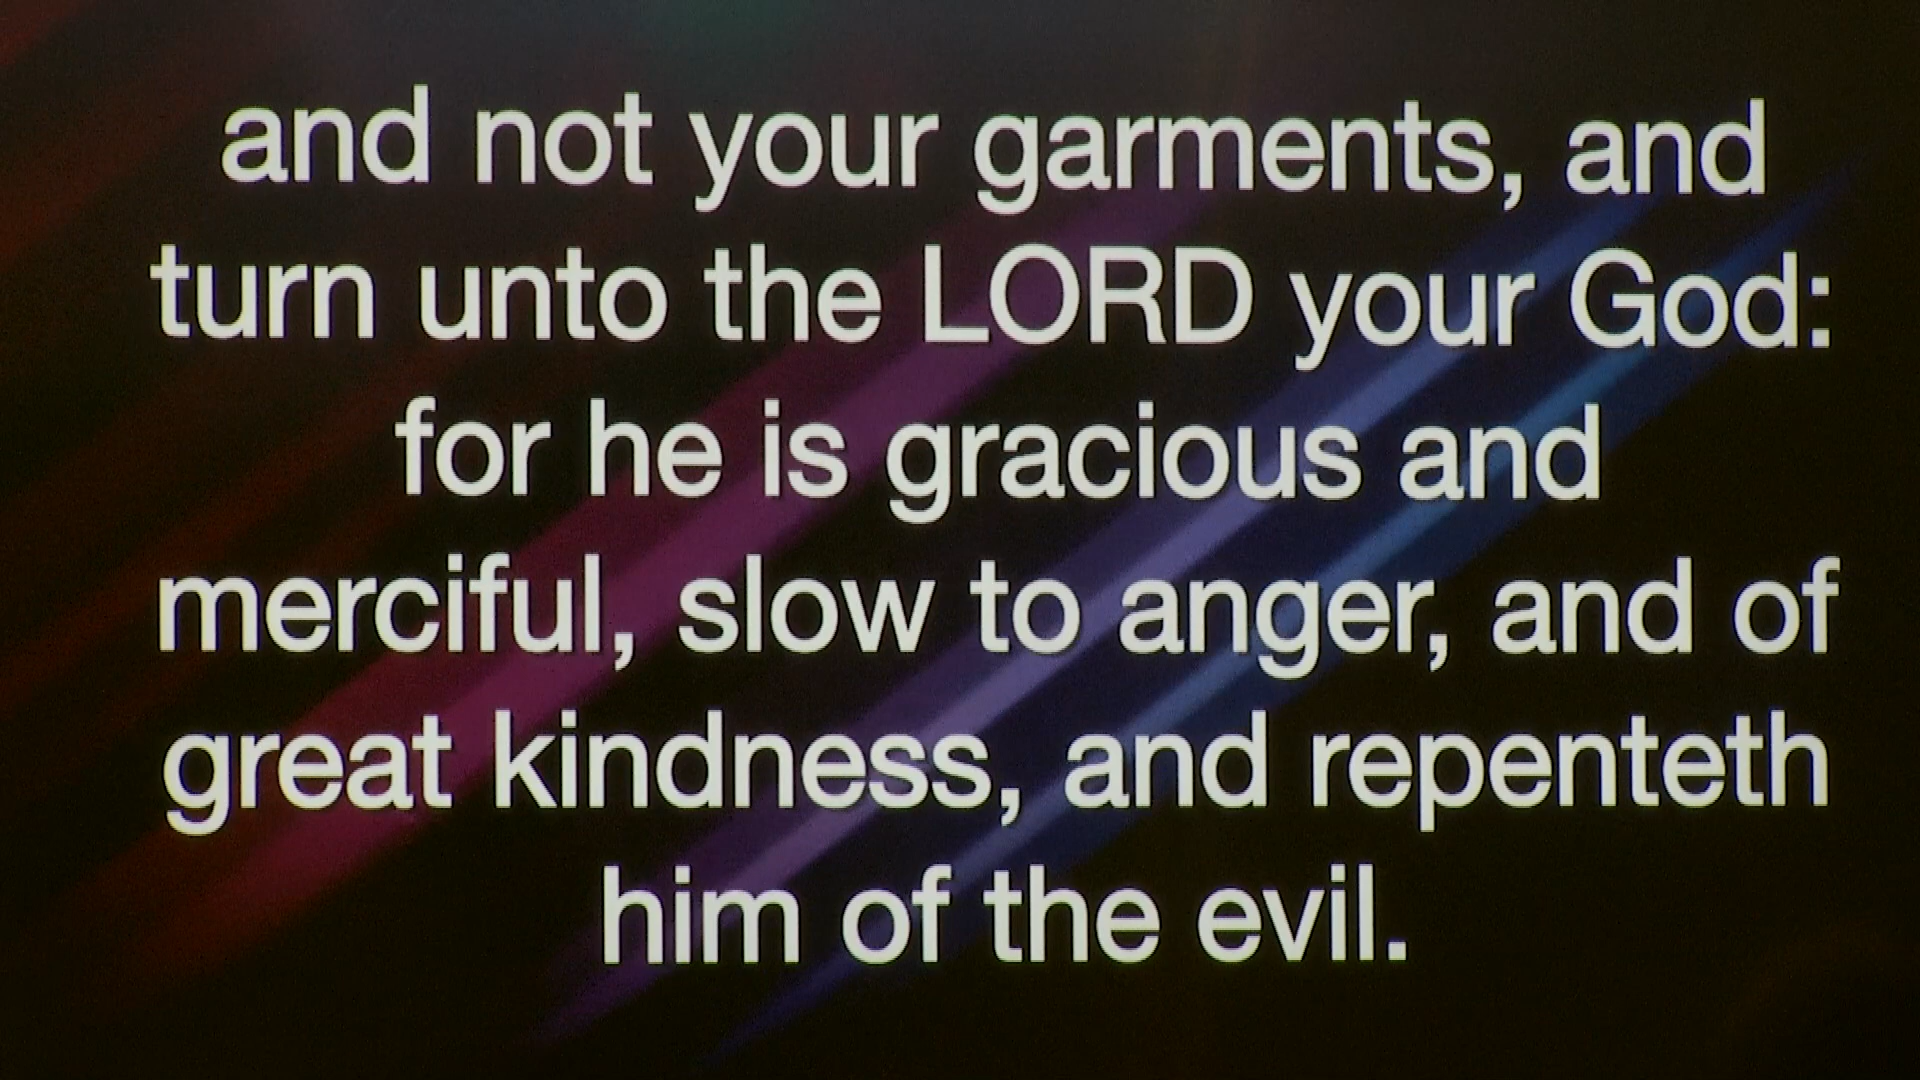 and not your garments, and
turn unto the LORD your God:
for he is gracious and
merciful, slow to anger, and of
great kindness, and repenteth
him of the evil.